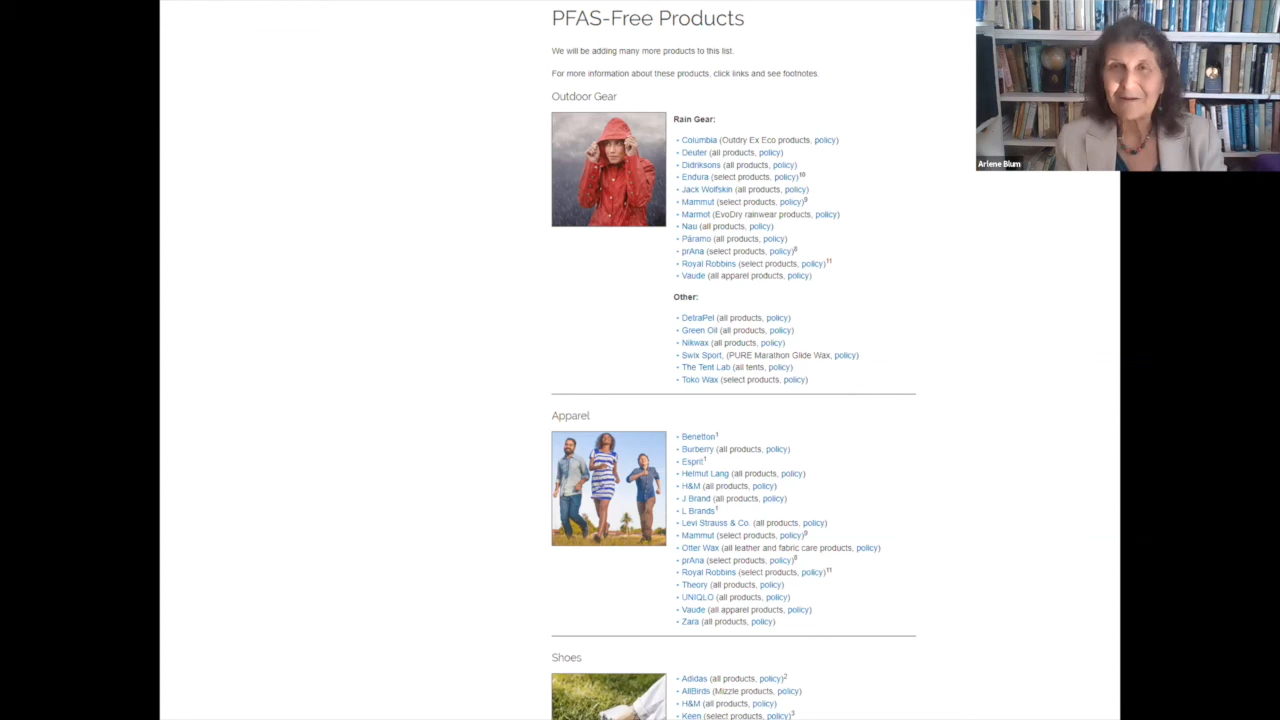 PFAS-Free Products
We will be adding many more products to this list.
For more information about these products, click links and see footnotes.
Outdoor Gear
Rain Gear:
• Columbia (Outdry Ex Eco products, policy)
• Deuter (all products, policy)
• Didriksons (all products, policy)
• Endura (select products, policy)10
• Jack Wolfskin (all products, policy)
• Mammut (select products, policy)9
• Marmot (EvoDry rainwear products, policy)
• Nau (all products, policy)
• Páramo (all products, policy)
• prAna (select products, policy)8
• Royal Robbins (select products, policy)11
• Vaude (all apparel products, policy)
Other:
• DetraPel (all products, policy)
• Green Oil (all products, policy)
• Nikwax (all products, policy)
• Swix Sport, (PURE Marathon Glide Wax, policy)
• The Tent Lab (all tents, policy)
• Toko Wax (select products, policy)
Apparel
• Benetton1
• Burberry (all products, policy)
• Esprit1
• Helmut Lang (all products, policy)
• H&M (all products, policy)
• J Brand (all products, policy)
• L Brands1
• Levi Strauss & Co. (all products, policy)
• Mammut (select products, policy)9
• Otter Wax (all leather and fabric care products, policy)
• prAna (select products, policy)8
• Royal Robbins (select products, policy)11
• Theory (all products, policy)
• UNIQLO (all products, policy)
• Vaude (all apparel products, policy)
• Zara (all products, policy)
Shoes
• Adidas (all products, policy)2
• AllBirds (Mizzle products, policy)
• H&M (all products, policy)
• Keen (select products, policy)3
Arlene Blum